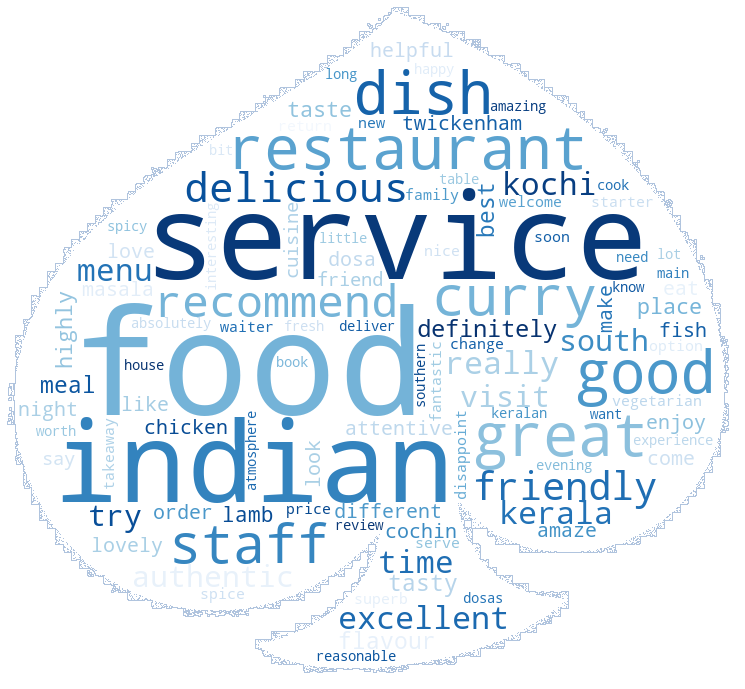 helpful
happy
long
dish
amazing
taste
new
twickenham
return
restaurant
bit
table
delicious
family
kochi
cook
best
welcome
starter
service
interesting
cuisine
spicy
little
soon
love
nice
need
lot
menu
dosa
friend
main
masala
know
eat
recommend
curry
make
place
highly
absolutely
waiter
fresh
deliver
definitely
fish
food
change
south
option
house
book
southern
fantastic
really
good
meal
visit
vegetarian
night
like
chicken
atmosphere
attentive
keralan
want
enjoy
worth
takeaway
indian
look
disappoint
great
experience
say
evening
come
friendly
try
order
lamb
price
different
kerala
review
staff
cochin
amaze
lovely
serve
time
authentic
tasty
spice
superb
dosas
excellent
flavour
reasonable